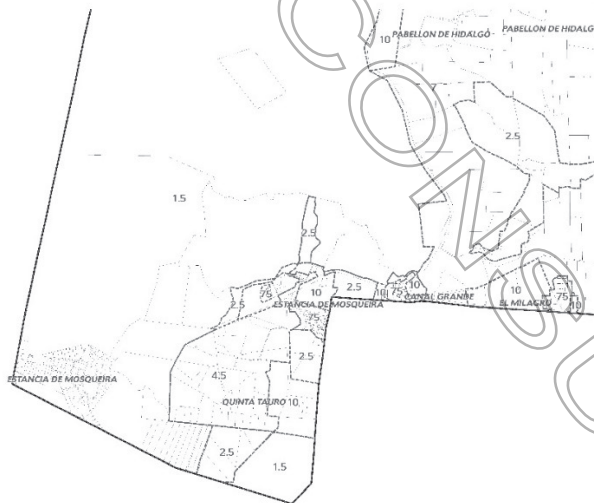 PABELLON DE HIDALG
10 PABELLON DE HIDALGO
2.5
1.5
2.5
10 2.5
75 10
2.5 75 10 75
ESTANCIA DE MOSQUEIRA CANAL GRANDE EL MILAGRO 10
75
2.5
4.5
ESTANCIA DE MOSQUEIRA
QUINTA TAURO 10
2.5
1.5
CONSU